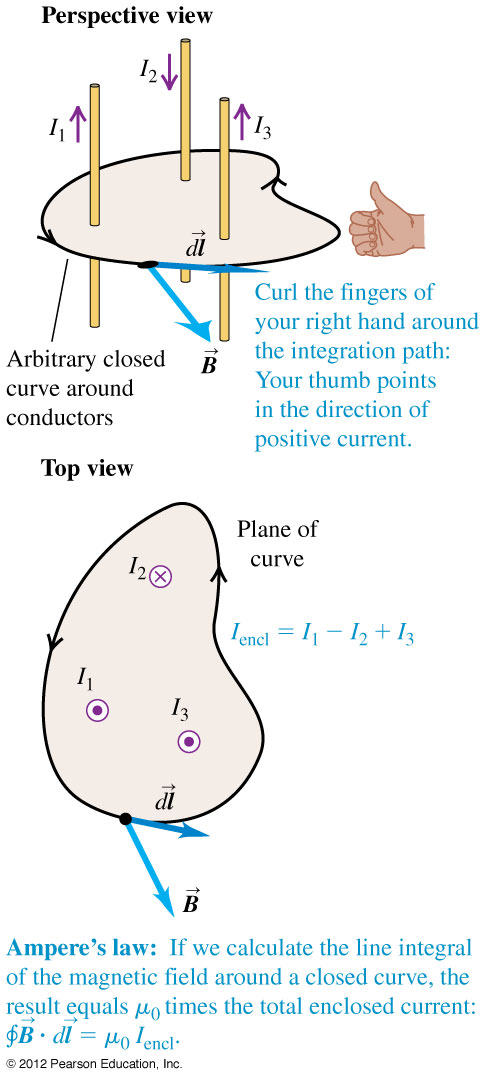 Perspective view
I₂
I₁
I₃
dl⃗
B⃗
Curl the fingers of
your right hand around
the integration path:
Your thumb points
in the direction of
positive current.
Arbitrary closed
curve around
conductors
Top view
Plane of
curve
I₂
I_encl = I₁ − I₂ + I₃
I₁
I₃
dl⃗
B⃗
Ampere's law: If we calculate the line integral
of the magnetic field around a closed curve, the
result equals μ₀ times the total enclosed current:
∮B⃗ · dl⃗ = μ₀ I_encl.
© 2012 Pearson Education, Inc.